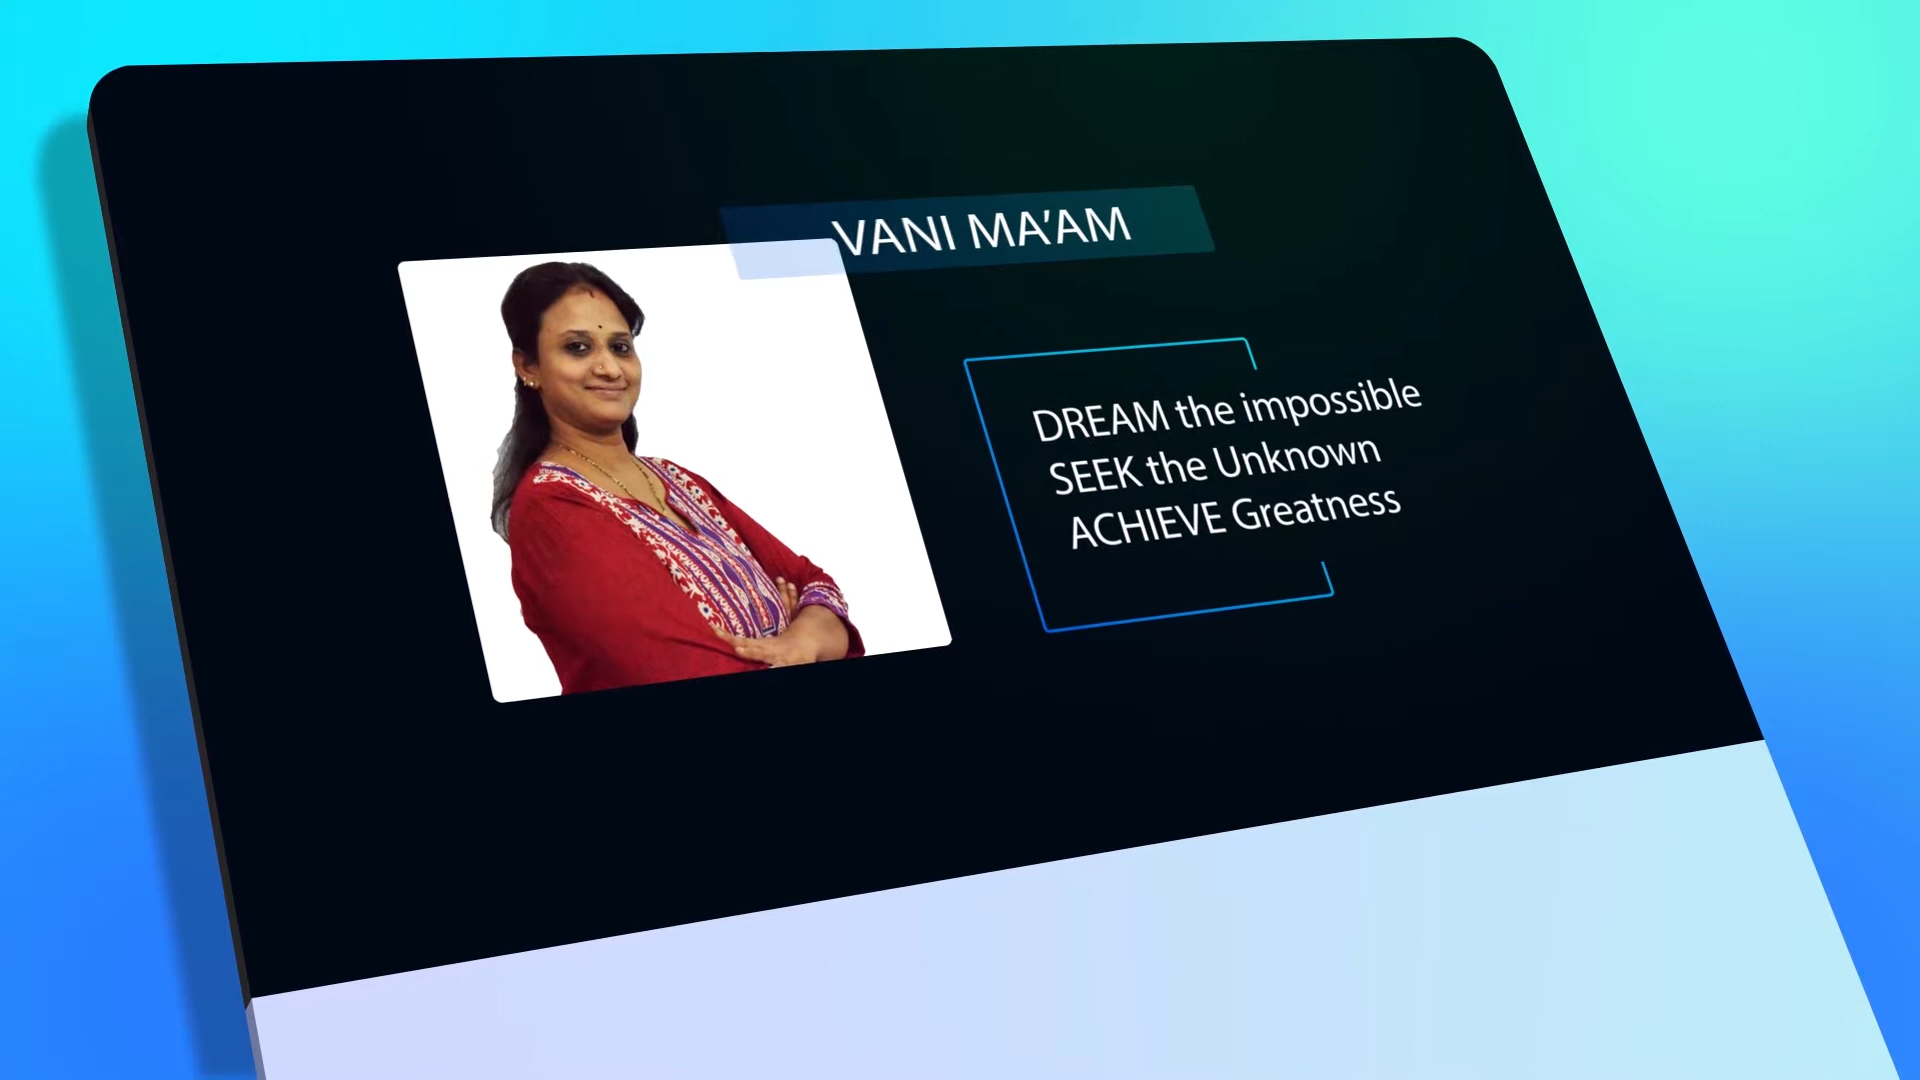 VANI MA’AM
DREAM the impossible
SEEK the Unknown
ACHIEVE Greatness